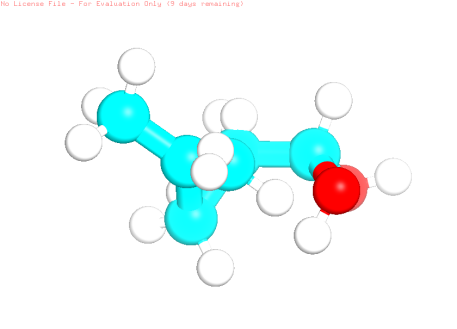 No License File - For Evaluation Only (9 days remaining)